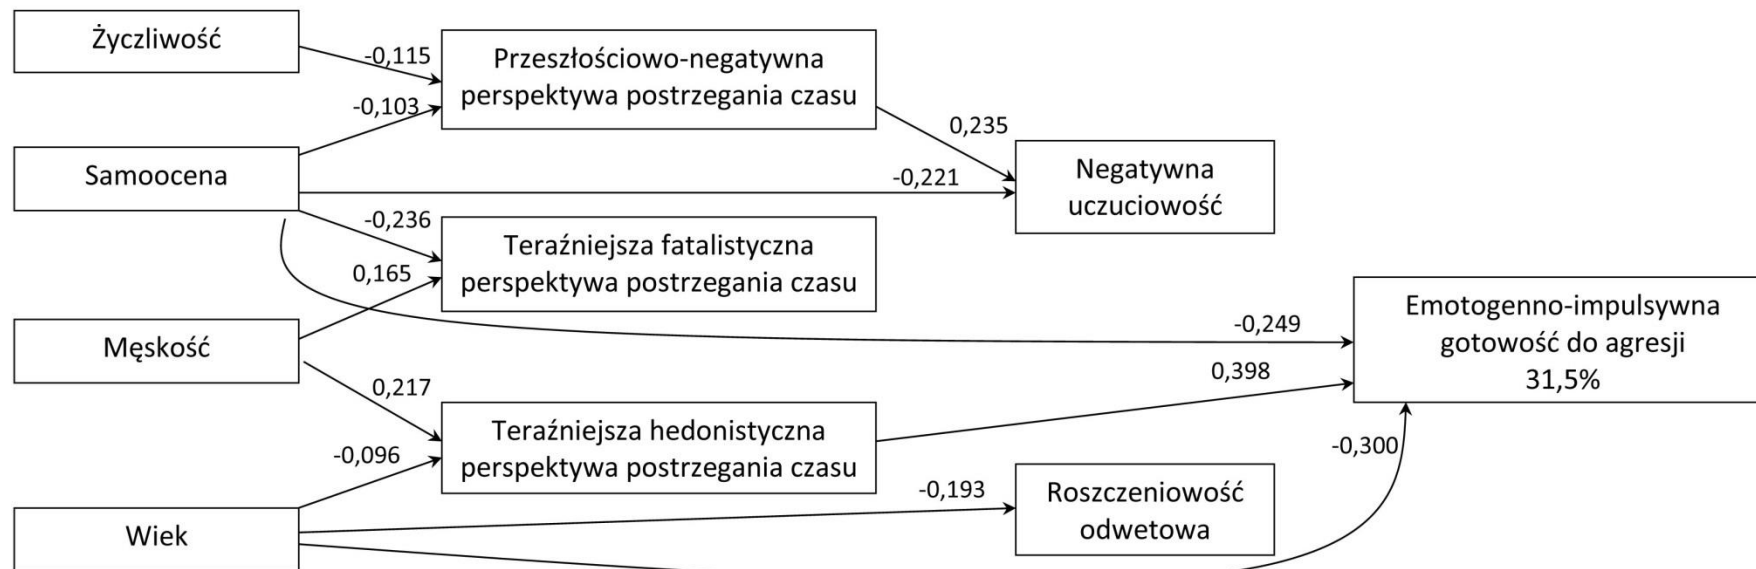 Życzliwość
-0,115
Przeszłościowo-negatywna
perspektywa postrzegania czasu
-0,103
0,235
Samoocena
-0,221
Negatywna
uczuciowość
-0,236
Teraźniejsza fatalistyczna
perspektywa postrzegania czasu
0,165
Męskość
-0,249
Emotogenno-impulsywna
gotowość do agresji
31,5%
0,217
0,398
Teraźniejsza hedonistyczna
perspektywa postrzegania czasu
-0,096
-0,300
-0,193
Roszczeniowość
odwetowa
Wiek